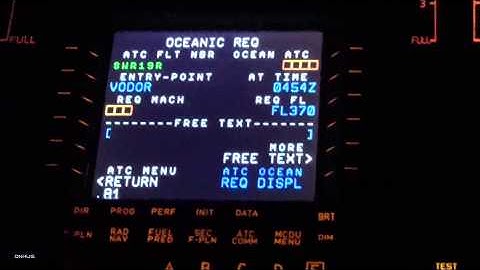 3
FULL
FULL
OCEANIC REQ
ATC FLT NBR OCEAN ATC
SWR19R
ENTRY-POINT AT TIME
VODOR 0454Z
REQ MACH REQ FL
FL370
FREE TEXT
[ ]
MORE
FREE TEXT>
ATC MENU ATC OCEAN
<RETURN REQ DISPL
.81
DIR PROG PERF INIT DATA BRT
F-PLN RAD NAV FUEL PRED SEC F-PLN ATC COMM MCDU MENU DIM
A B C D E
TEST